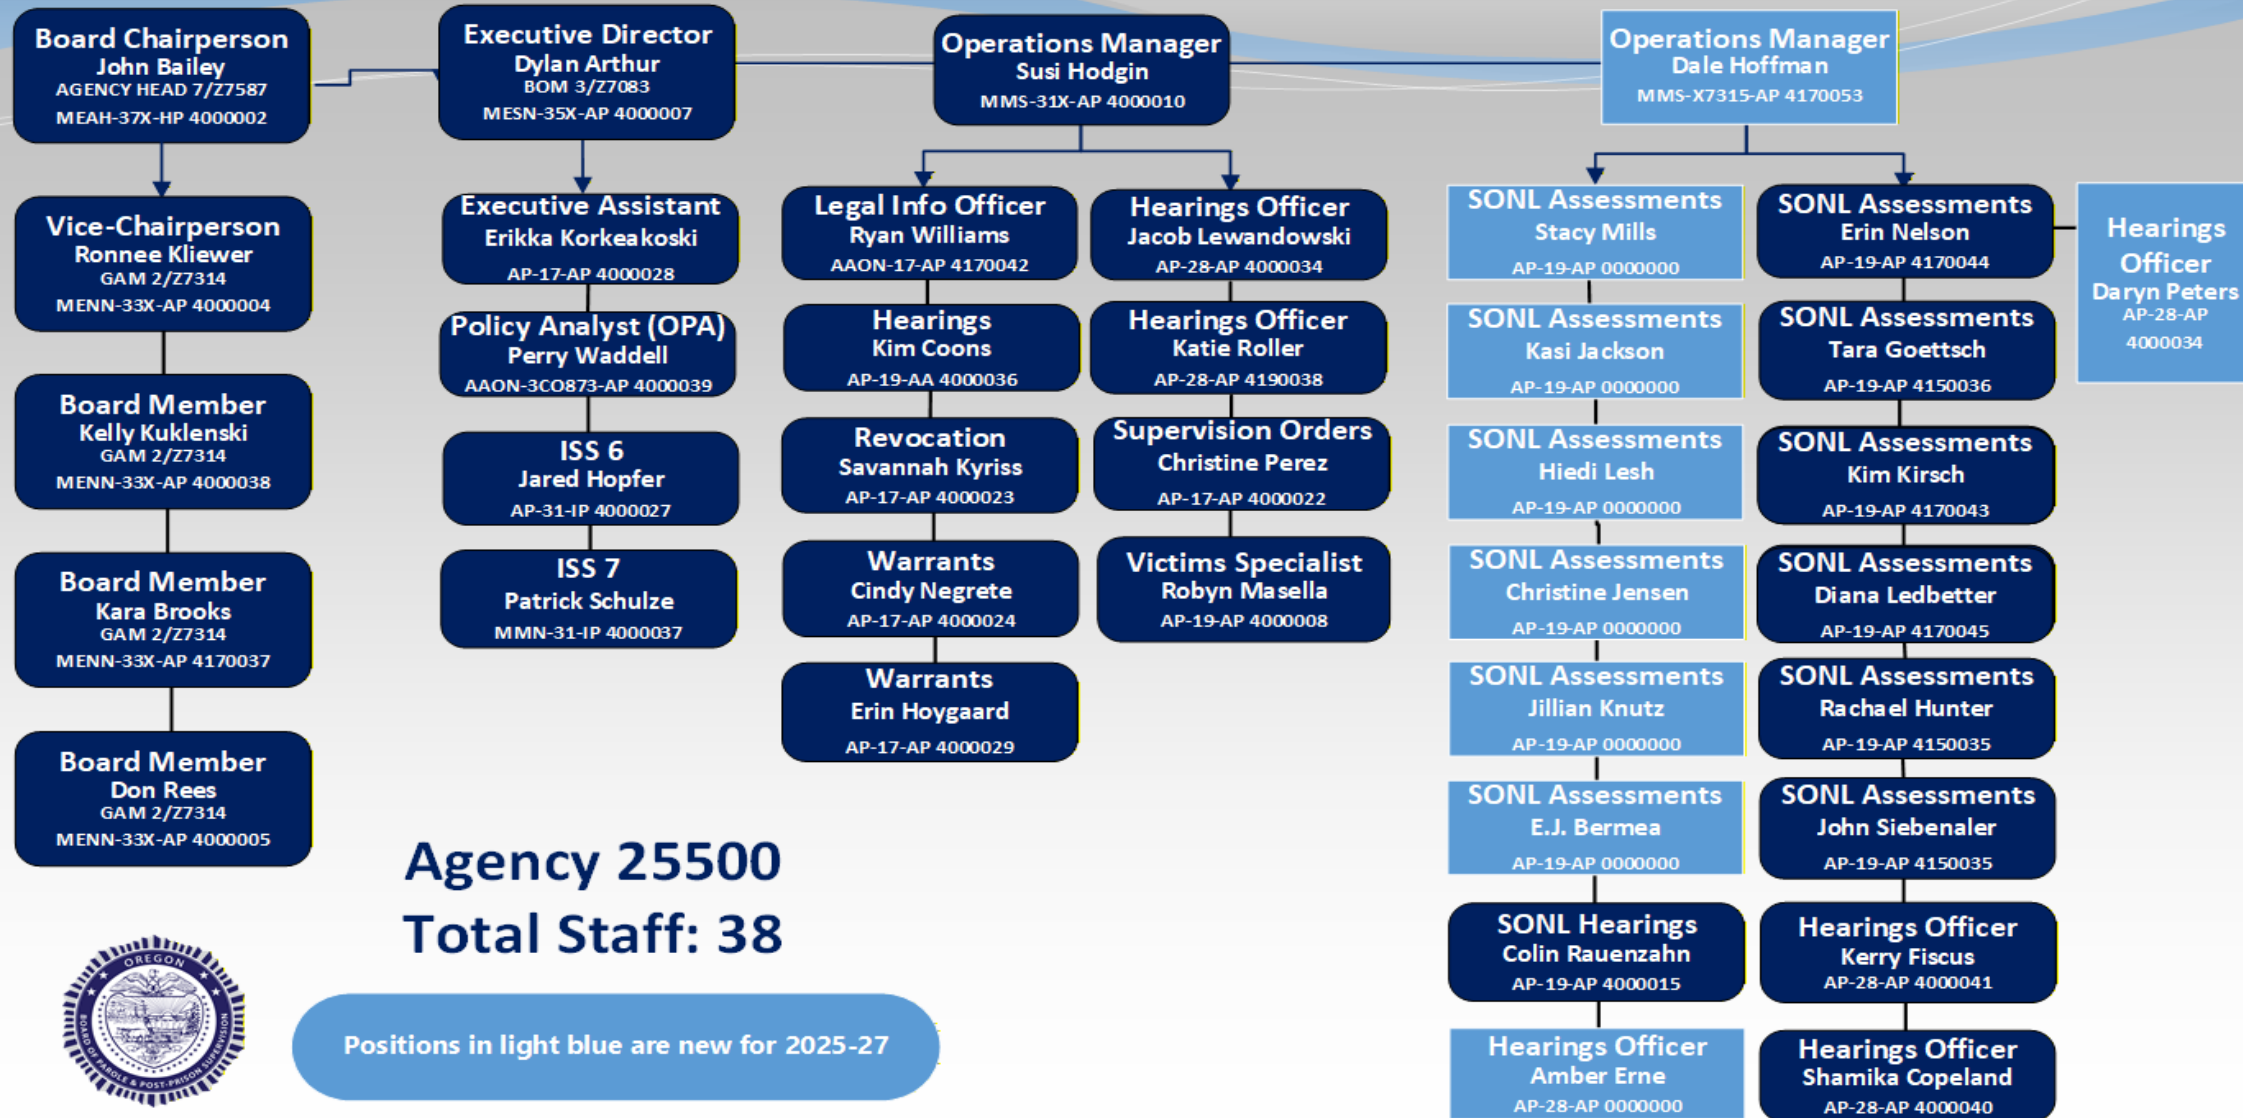 Board Chairperson
John Bailey
AGENCY HEAD 7/Z7587
MEAH-37X-HP 4000002
Vice-Chairperson
Ronnee Kliewer
GAM 2/Z7314
MENN-33X-AP 4000004
Board Member
Kelly Kuklenski
GAM 2/Z7314
MENN-33X-AP 4000038
Board Member
Kara Brooks
GAM 2/Z7314
MENN-33X-AP 4170037
Board Member
Don Rees
GAM 2/Z7314
MENN-33X-AP 4000005
Executive Director
Dylan Arthur
BOM 3/Z7083
MESN-35X-AP 4000007
Executive Assistant
Erikka Korkeakoski
AP-17-AP 4000028
Policy Analyst (OPA)
Perry Waddell
AAON-3CO873-AP 4000039
ISS 6
Jared Hopfer
AP-31-IP 4000027
ISS 7
Patrick Schulze
MMN-31-IP 4000037
Operations Manager
Susi Hodgin
MMS-31X-AP 4000010
Legal Info Officer
Ryan Williams
AAON-17-AP 4170042
Hearings
Kim Coons
AP-19-AA 4000036
Revocation
Savannah Kyriss
AP-17-AP 4000023
Warrants
Cindy Negrete
AP-17-AP 4000024
Warrants
Erin Hoygaard
AP-17-AP 4000029
Hearings Officer
Jacob Lewandowski
AP-28-AP 4000034
Hearings Officer
Katie Roller
AP-28-AP 4190038
Supervision Orders
Christine Perez
AP-17-AP 4000022
Victims Specialist
Robyn Masella
AP-19-AP 4000008
Operations Manager
Dale Hoffman
MMS-X7315-AP 4170053
SONL Assessments
Stacy Mills
AP-19-AP 0000000
SONL Assessments
Kasi Jackson
AP-19-AP 0000000
SONL Assessments
Hiedi Lesh
AP-19-AP 0000000
SONL Assessments
Christine Jensen
AP-19-AP 0000000
SONL Assessments
Jillian Knutz
AP-19-AP 0000000
SONL Assessments
E.J. Bermea
AP-19-AP 0000000
SONL Hearings
Colin Rauenzahn
AP-19-AP 4000015
Hearings Officer
Amber Erne
AP-28-AP 0000000
SONL Assessments
Erin Nelson
AP-19-AP 4170044
SONL Assessments
Tara Goettsch
AP-19-AP 4150036
SONL Assessments
Kim Kirsch
AP-19-AP 4170043
SONL Assessments
Diana Ledbetter
AP-19-AP 4170045
SONL Assessments
Rachael Hunter
AP-19-AP 4150035
SONL Assessments
John Siebenaler
AP-19-AP 4150035
Hearings Officer
Kerry Fiscus
AP-28-AP 4000041
Hearings Officer
Shamika Copeland
AP-28-AP 4000040
Hearings
Officer
Daryn Peters
AP-28-AP
4000034
Agency 25500
Total Staff: 38
OREGON
BOARD OF PAROLE & POST-PRISON SUPERVISION
Positions in light blue are new for 2025-27